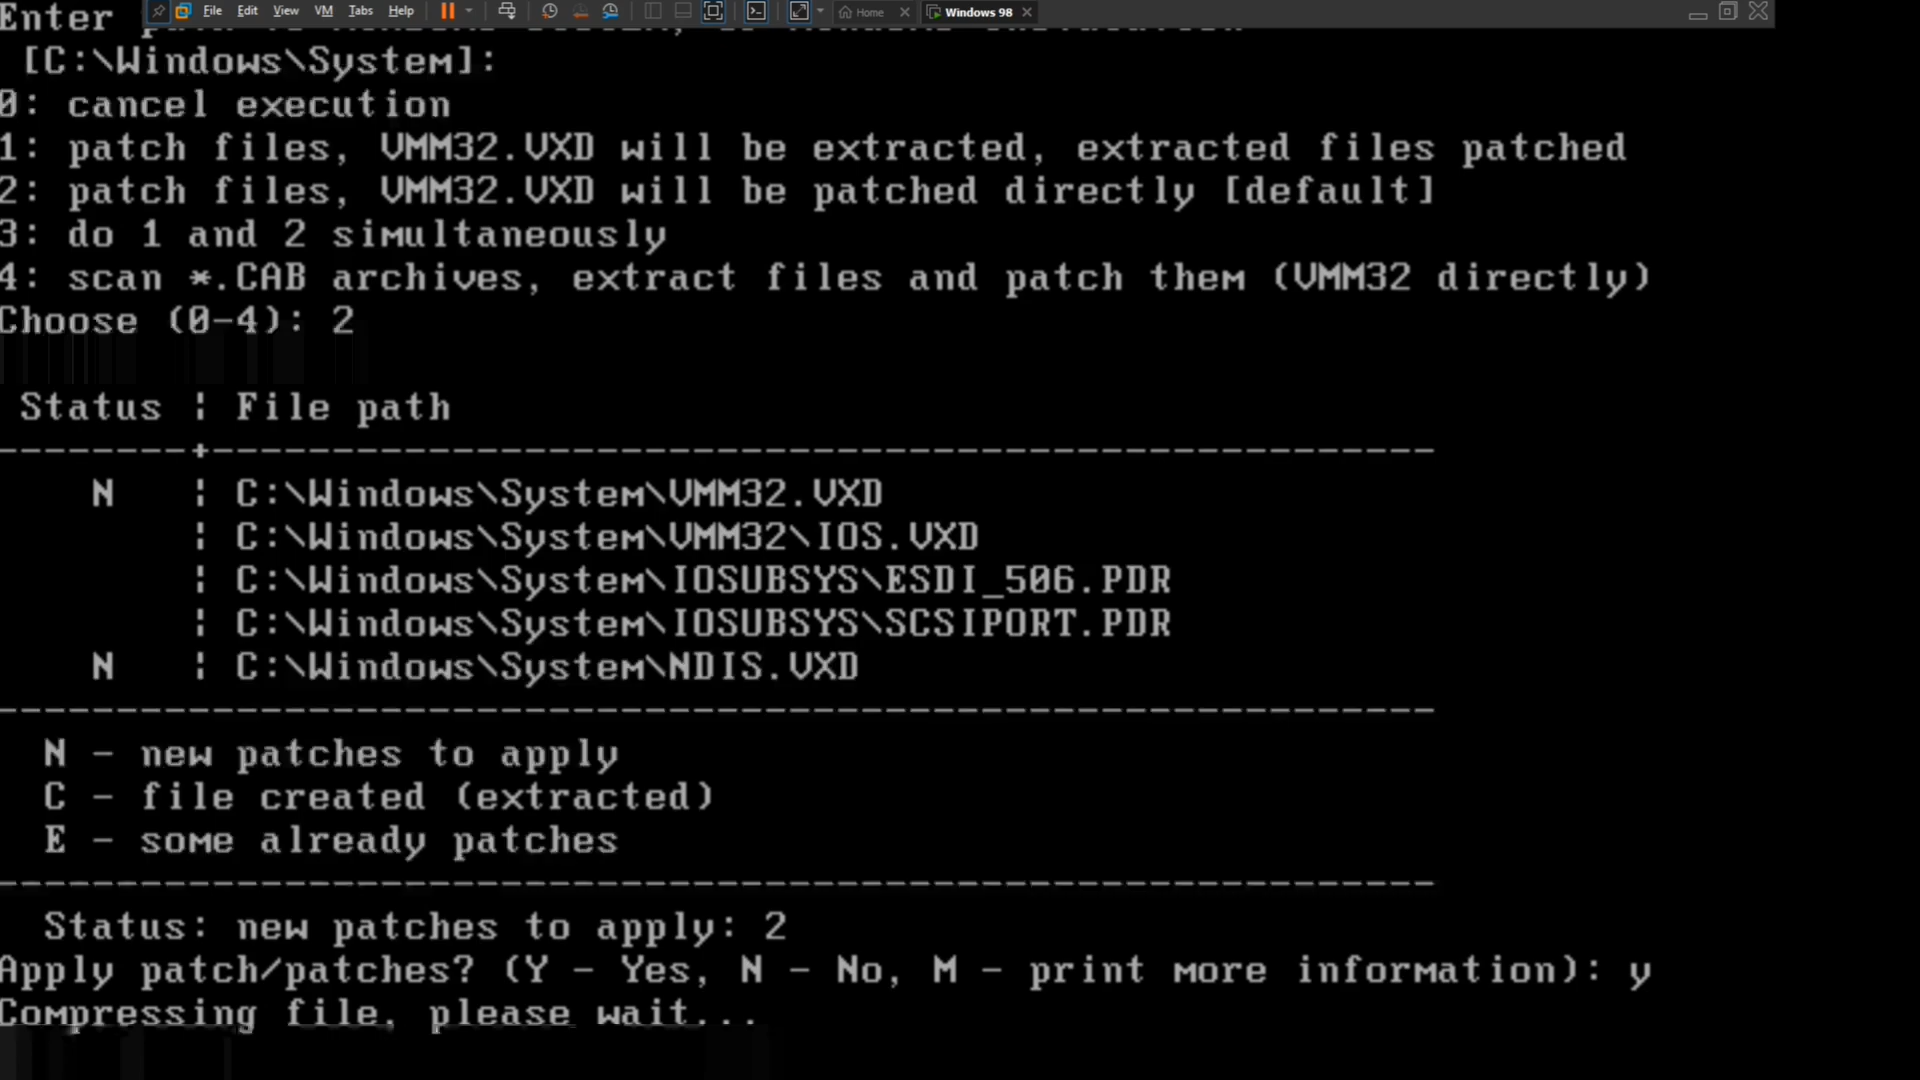 File Edit View VM Tabs Help Home Windows 98
Enter
[C:\Windows\System]:
0: cancel execution
1: patch files, VMM32.VXD will be extracted, extracted files patched
2: patch files, VMM32.VXD will be patched directly [default]
3: do 1 and 2 simultaneously
4: scan *.CAB archives, extract files and patch them (VMM32 directly)
Choose (0-4): 2
Status ¦ File path
--------+----------------------------------------------------
N ¦ C:\Windows\System\VMM32.VXD
¦ C:\Windows\System\VMM32\IOS.VXD
¦ C:\Windows\System\IOSUBSYS\ESDI_506.PDR
¦ C:\Windows\System\IOSUBSYS\SCSIPORT.PDR
N ¦ C:\Windows\System\NDIS.VXD
------------------------------------------------------------
N - new patches to apply
C - file created (extracted)
E - some already patches
------------------------------------------------------------
Status: new patches to apply: 2
Apply patch/patches? (Y - Yes, N - No, M - print more information): y
Compressing file, please wait...